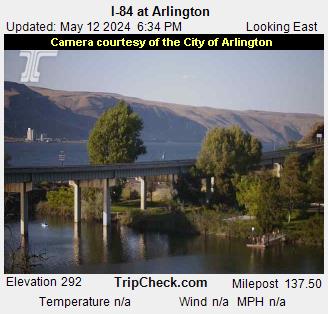 I-84 at Arlington
Updated: May 12 2024 6:34 PM Looking East
Camera courtesy of the City of Arlington
Elevation 292 TripCheck.com Milepost 137.50
Temperature n/a Wind n/a MPH n/a